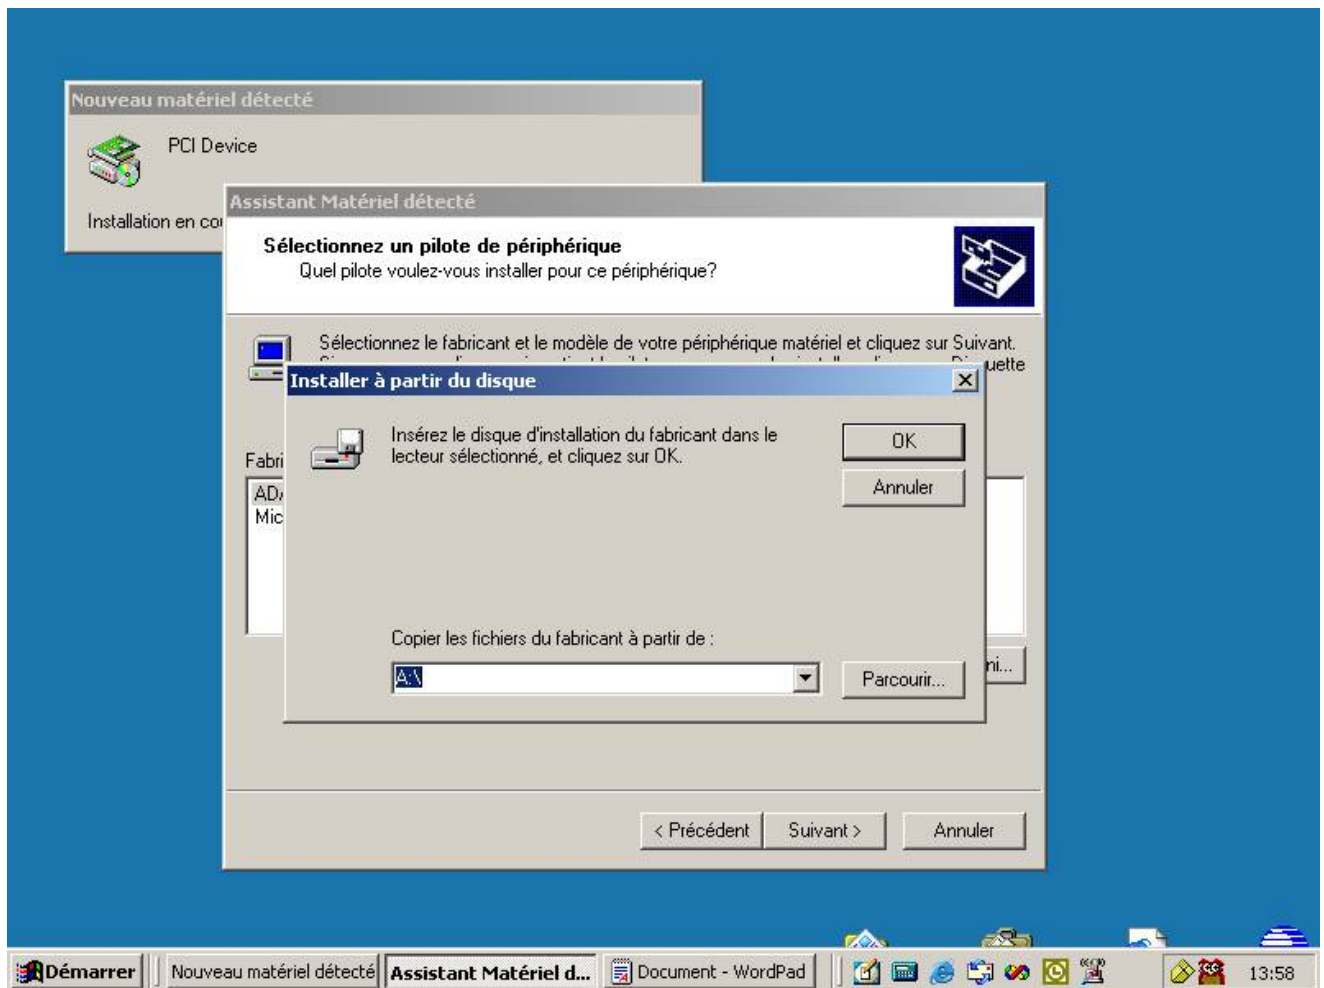 Nouveau matériel détecté
PCI Device
Installation en cou
Assistant Matériel détecté
Sélectionnez un pilote de périphérique
Quel pilote voulez-vous installer pour ce périphérique?
Sélectionnez le fabricant et le modèle de votre périphérique matériel et cliquez sur Suivant.
uette
Installer à partir du disque
Insérez le disque d'installation du fabricant dans le
lecteur sélectionné, et cliquez sur OK.
OK
Annuler
Fabri
ADA
Mic
Copier les fichiers du fabricant à partir de :
A:\
Parcourir...
ni...
< Précédent
Suivant >
Annuler
Démarrer
Nouveau matériel détecté
Assistant Matériel d...
Document - WordPad
13:58